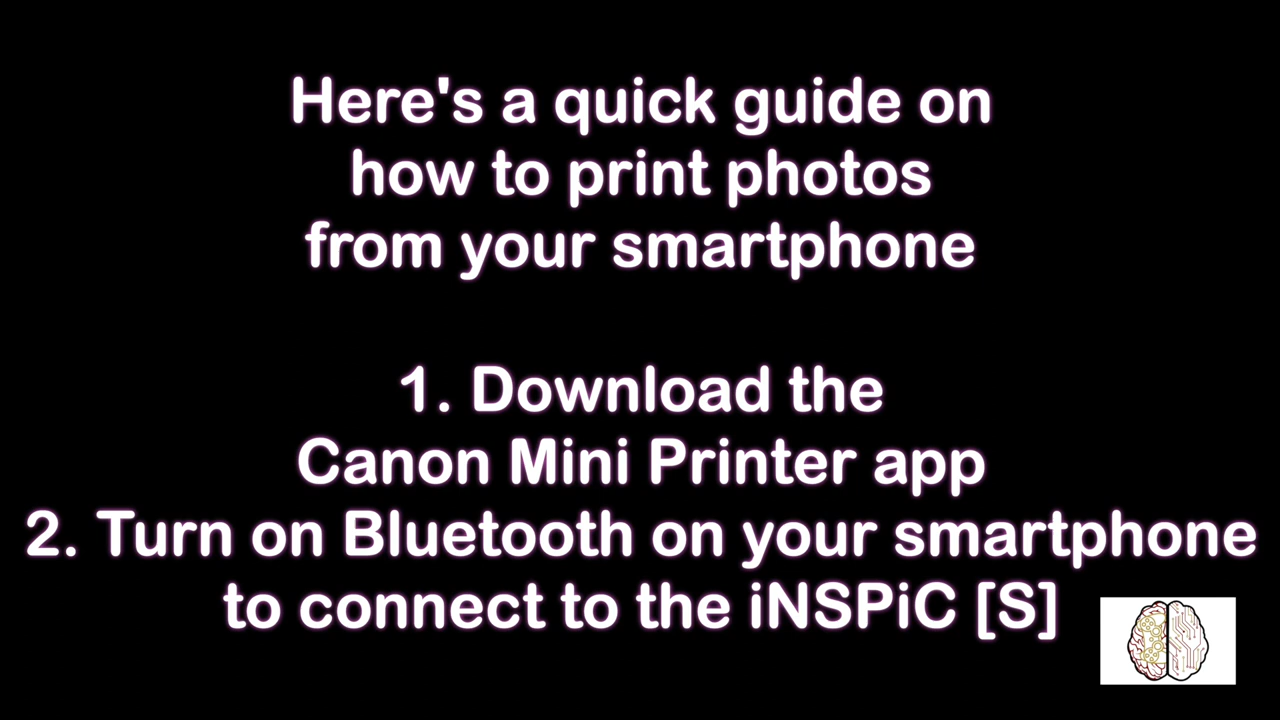 Here's a quick guide on
how to print photos
from your smartphone
1. Download the
Canon Mini Printer app
2. Turn on Bluetooth on your smartphone
to connect to the iNSPiC [S]